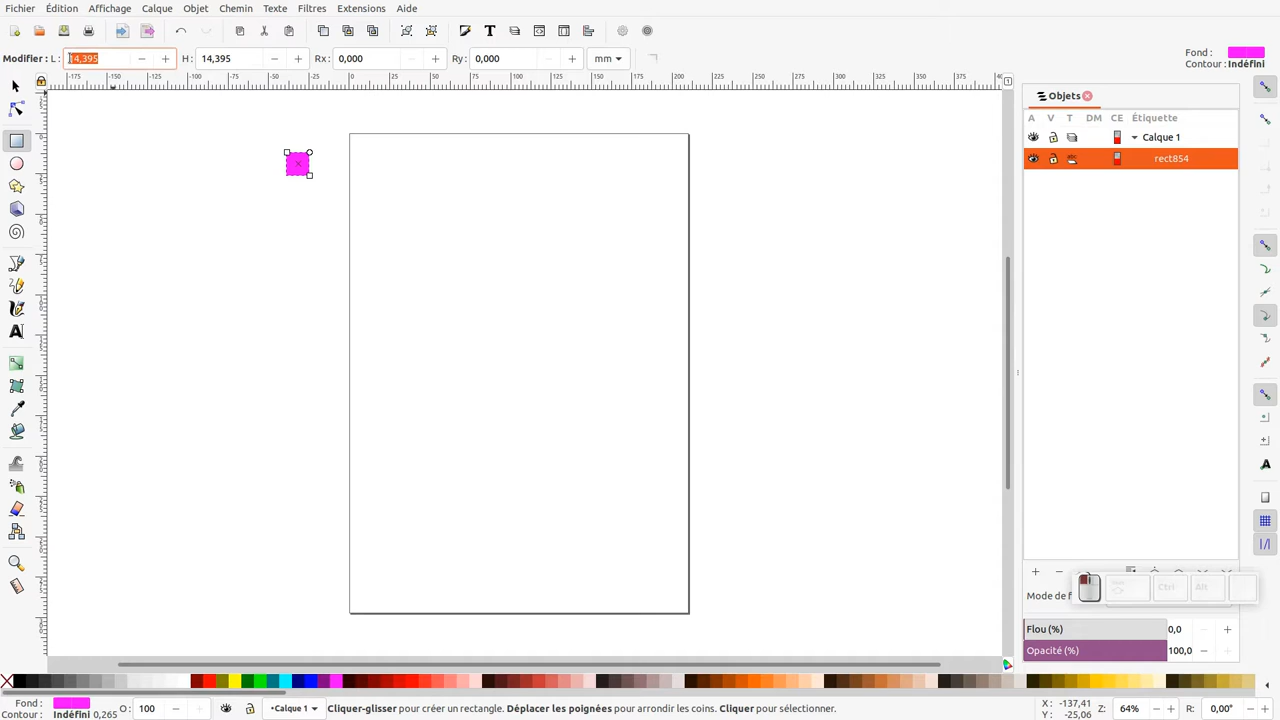 Fichier Édition Affichage Calque Objet Chemin Texte Filtres Extensions Aide
Modifier : L : 14,395 H : 14,395 Rx : 0,000 Ry : 0,000 mm
Fond :
Contour : Indéfini
Objets
A V T DM CE Étiquette
Calque 1
rect854
Ctrl Alt
Mode de f
Flou (%) 0,0
Opacité (%) 100,0
Fond :
Contour : Indéfini 0,265
O : 100
•Calque 1
Cliquer-glisser pour créer un rectangle. Déplacer les poignées pour arrondir les coins. Cliquer pour sélectionner.
X : -137,41
Y : -25,06
Z: 64%
R: 0,00°